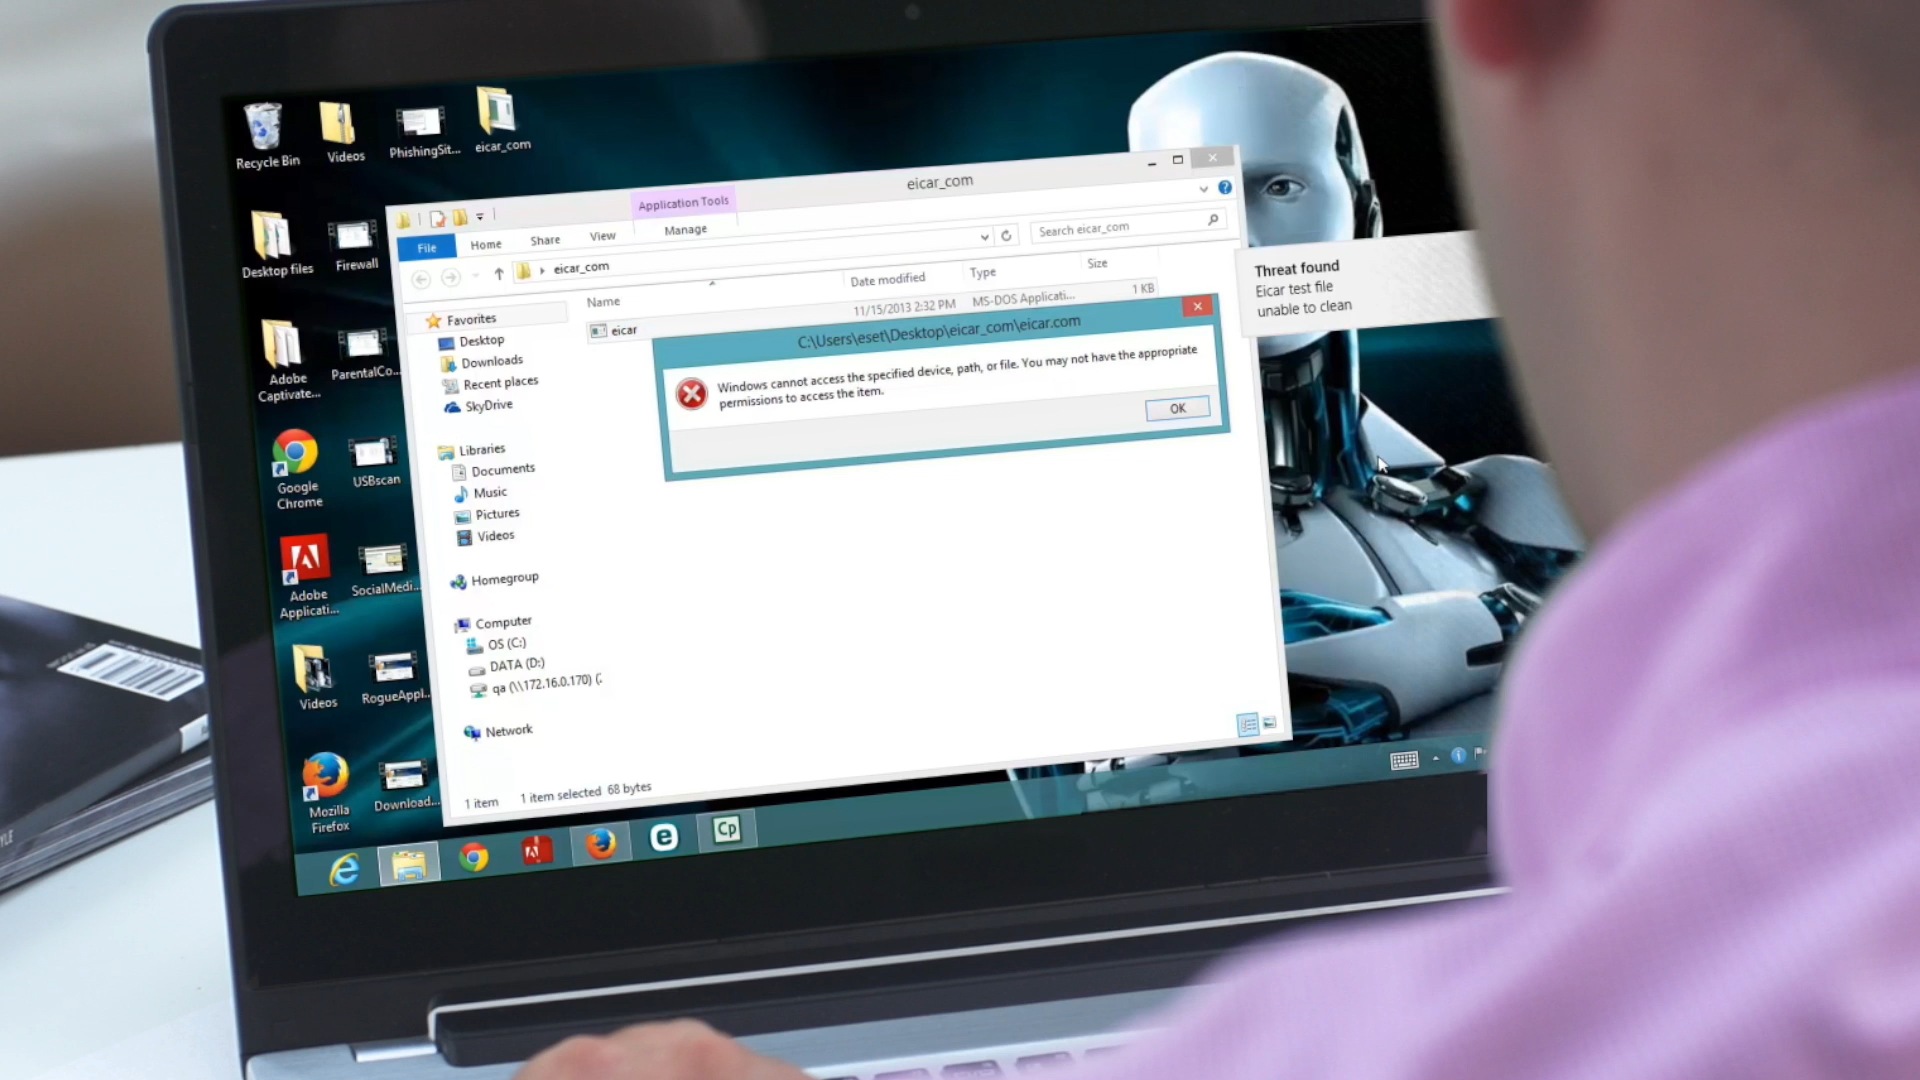 Recycle Bin
Videos
PhishingSit...
eicar_com
Desktop files
Firewall
Adobe
Captivate...
ParentalCo...
Google
Chrome
USBscan
Adobe
Applicati...
SocialMedi...
Videos
RogueAppl...
Mozilla
Firefox
Download...
Application Tools
eicar_com
File
Home
Share
View
Manage
eicar_com
Search eicar_com
Name
Date modified
Type
Size
eicar
11/15/2013 2:32 PM
MS-DOS Applicati...
1 KB
Favorites
Desktop
Downloads
Recent places
SkyDrive
Libraries
Documents
Music
Pictures
Videos
Homegroup
Computer
OS (C:)
DATA (D:)
qa (\\172.16.0.170) (
Network
1 item
1 item selected 68 bytes
C:\Users\eset\Desktop\eicar_com\eicar.com
Windows cannot access the specified device, path, or file. You may not have the appropriate
permissions to access the item.
OK
Threat found
Eicar test file
unable to clean
e
Cp